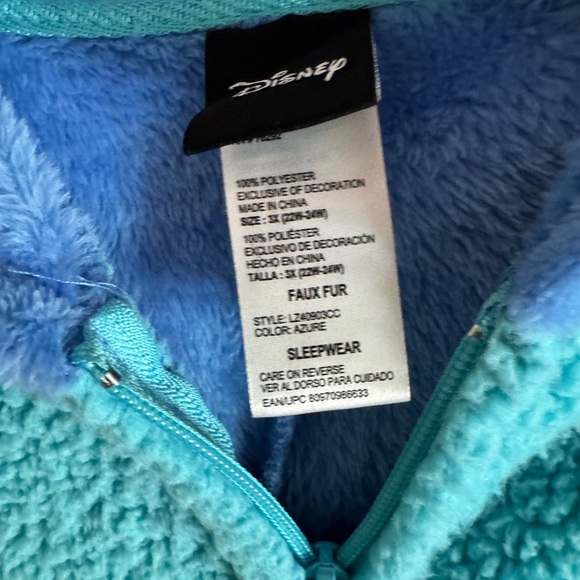 Disney
100% POLYESTER
EXCLUSIVE OF DECORATION
MADE IN CHINA
SIZE : 3X (22W-24W)
100% POLIÉSTER
EXCLUSIVO DE DECORACIÓN
HECHO EN CHINA
TALLA : 3X (22W-24W)
FAUX FUR
STYLE: LZ40903CC
COLOR: AZURE
SLEEPWEAR
CARE ON REVERSE
VER AL DORSO PARA CUIDADO
EAN/UPC 80970986633